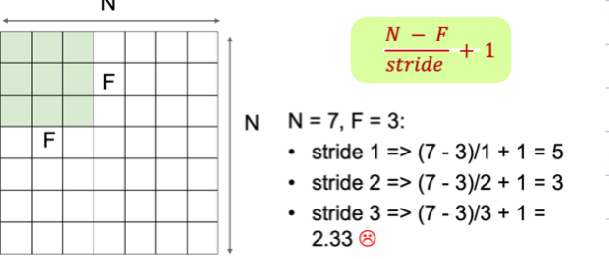 N
F
F
N
N - F
stride
+ 1
N = 7, F = 3:
• stride 1 => (7 - 3)/1 + 1 = 5
• stride 2 => (7 - 3)/2 + 1 = 3
• stride 3 => (7 - 3)/3 + 1 =
2.33 ☹